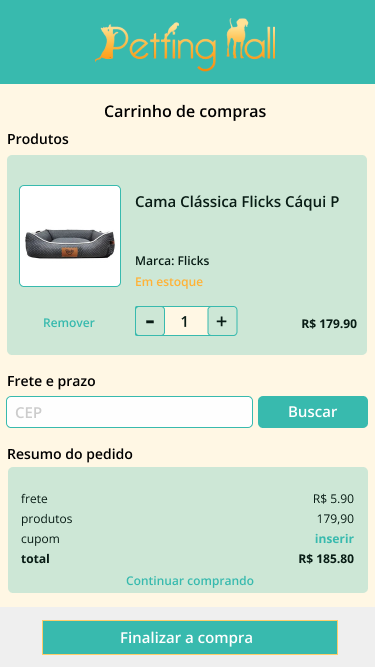 Petting Mall
Carrinho de compras
Produtos
Cama Clássica Flicks Cáqui P
Marca: Flicks
Em estoque
Remover
- 1 +
R$ 179.90
Frete e prazo
CEP
Buscar
Resumo do pedido
frete R$ 5.90
produtos 179,90
cupom inserir
total R$ 185.80
Continuar comprando
Finalizar a compra